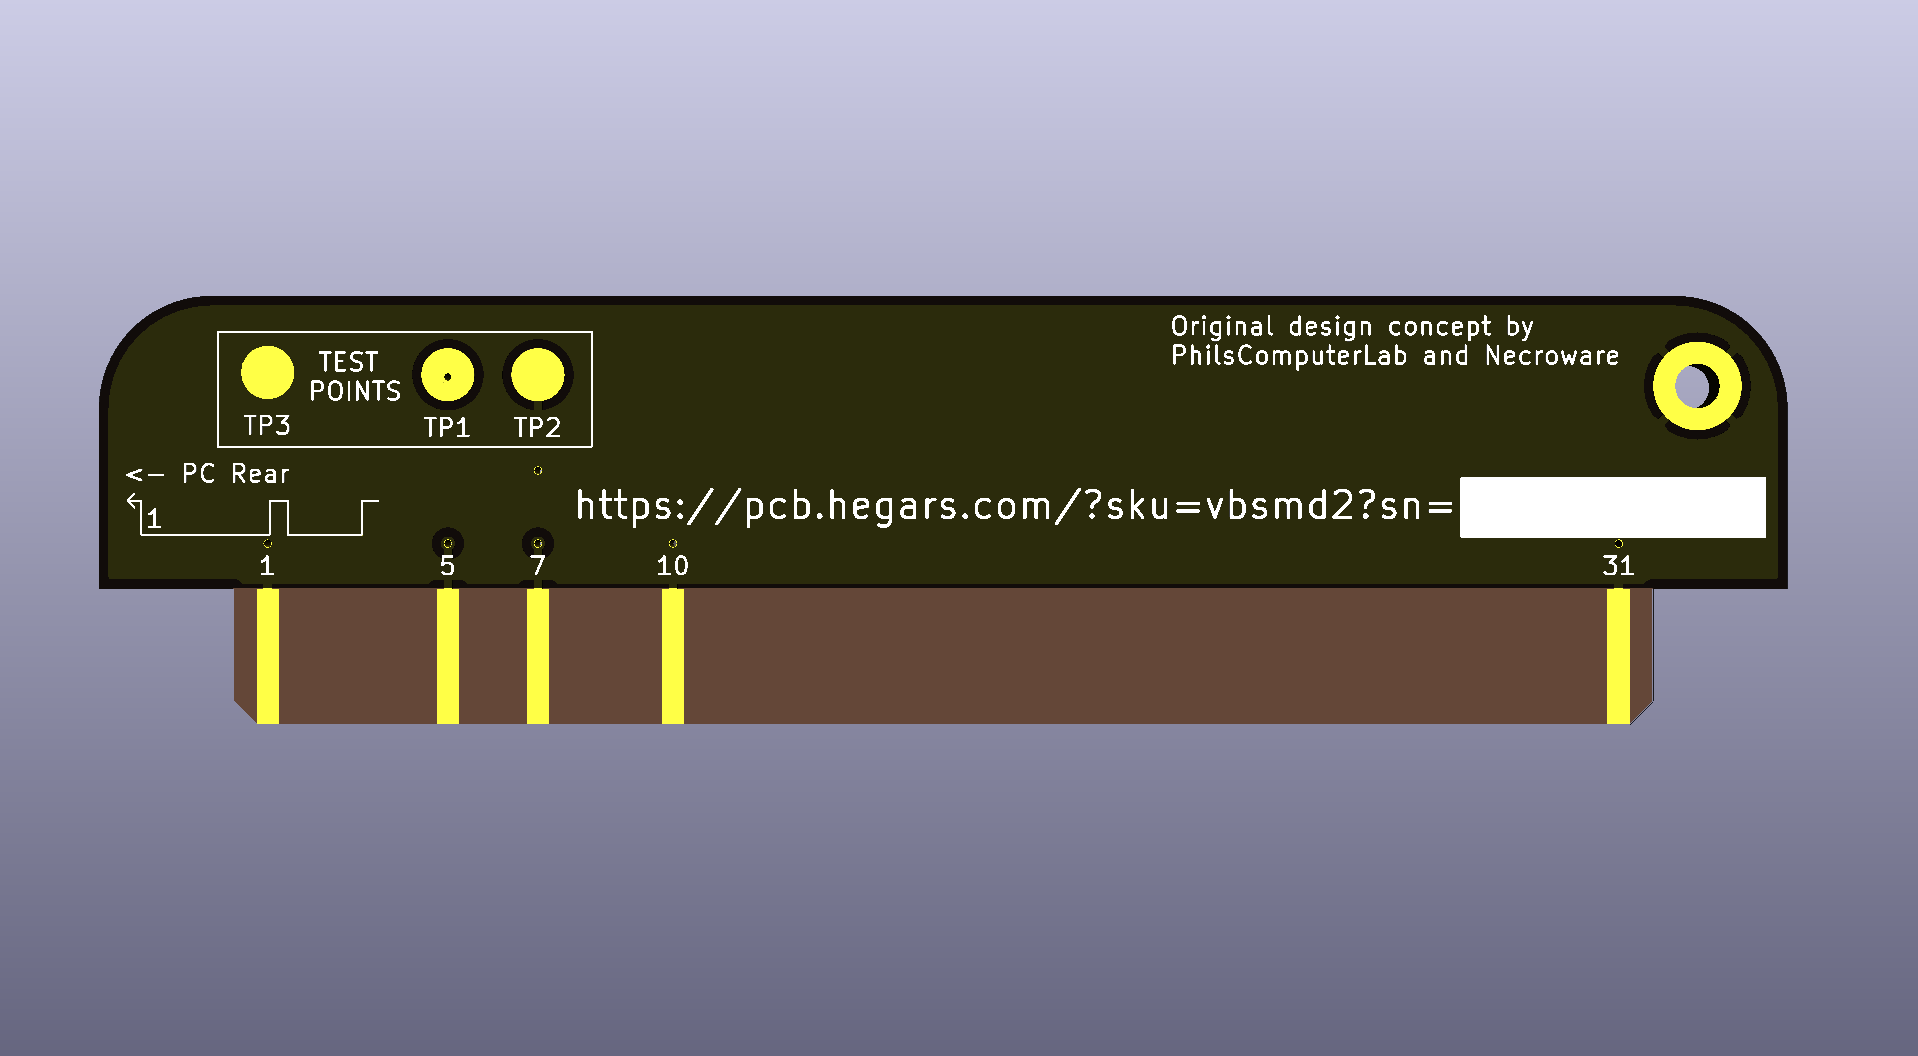 Original design concept by
PhilsComputerLab and Necroware
TEST
POINTS
TP3
TP1
TP2
<- PC Rear
1
https://pcb.hegars.com/?sku=vbsmd2?sn=
1
5
7
10
31